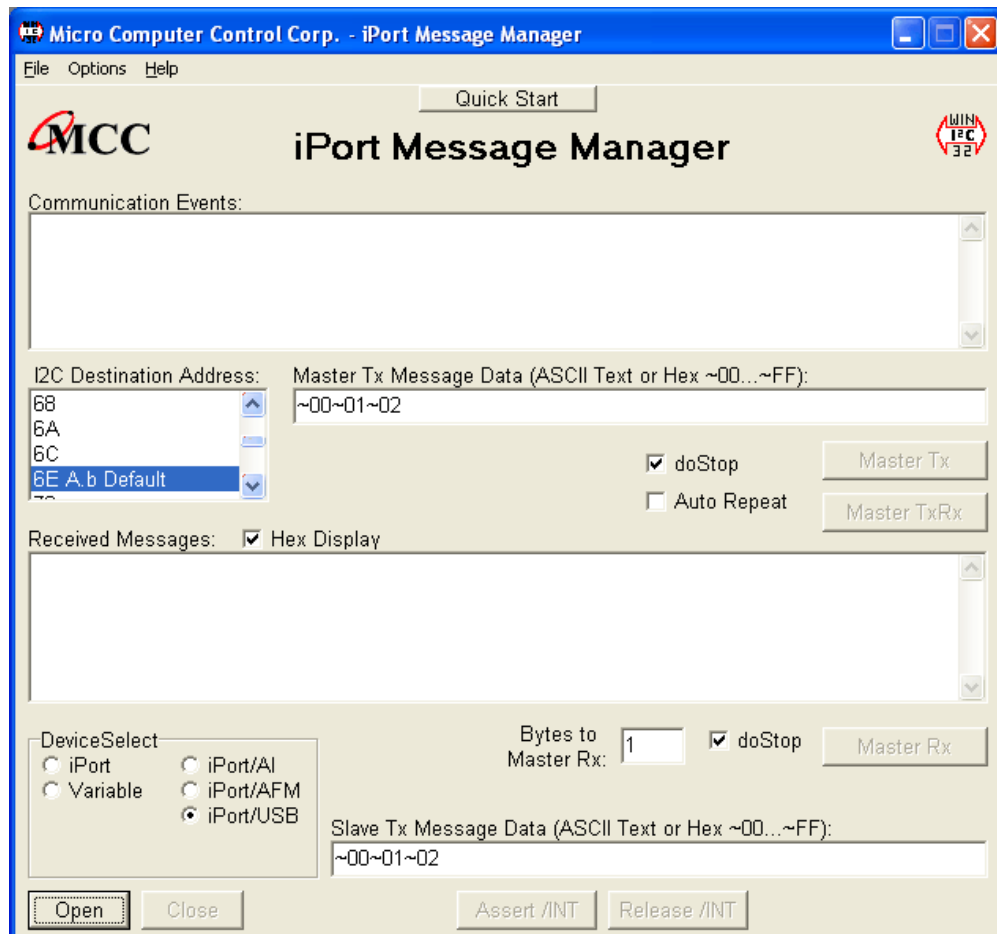 Micro Computer Control Corp. - iPort Message Manager
File Options Help
Quick Start
MCC
iPort Message Manager
WIN
I²C
32
Communication Events:
I2C Destination Address:
Master Tx Message Data (ASCII Text or Hex ~00...~FF):
68
~00~01~02
6A
6C
6E A.b Default
doStop
Master Tx
Auto Repeat
Master TxRx
Received Messages: Hex Display
DeviceSelect
iPort
iPort/AI
Variable
iPort/AFM
iPort/USB
Bytes to
Master Rx:
1
doStop
Master Rx
Slave Tx Message Data (ASCII Text or Hex ~00...~FF):
~00~01~02
Open
Close
Assert /INT
Release /INT